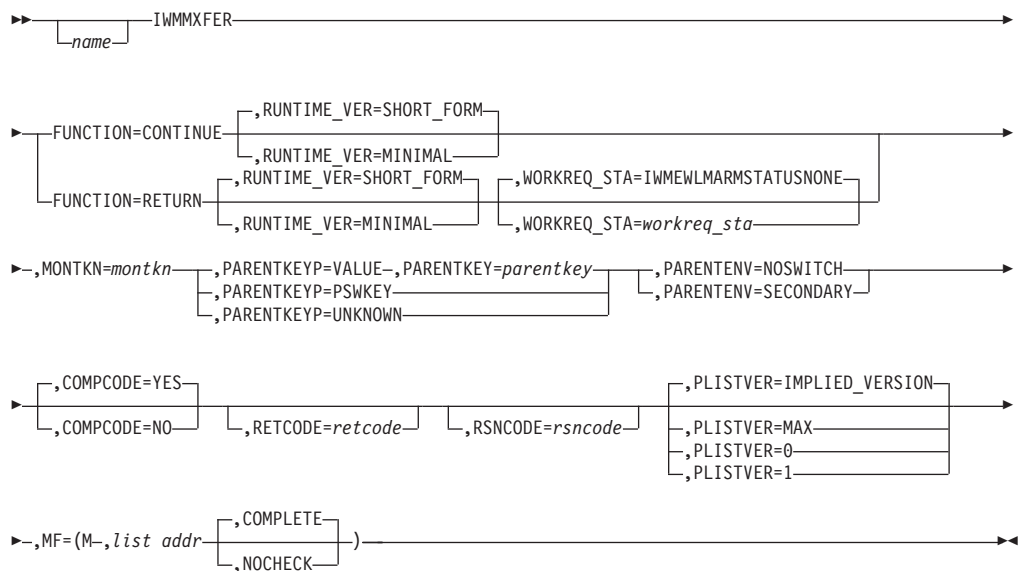 IWMMXFER
name
,RUNTIME_VER=SHORT_FORM
FUNCTION=CONTINUE
,RUNTIME_VER=MINIMAL
,RUNTIME_VER=SHORT_FORM ,WORKREQ_STA=IWMEWLMARMSTATUSNONE
FUNCTION=RETURN
,RUNTIME_VER=MINIMAL ,WORKREQ_STA=workreq_sta
,MONTKN=montkn ,PARENTKEYP=VALUE ,PARENTKEY=parentkey ,PARENTENV=NOSWITCH
,PARENTKEYP=PSWKEY ,PARENTENV=SECONDARY
,PARENTKEYP=UNKNOWN
,COMPCODE=YES ,PLISTVER=IMPLIED_VERSION
,COMPCODE=NO ,RETCODE=retcode ,RSNCODE=rsncode ,PLISTVER=MAX
,PLISTVER=0
,PLISTVER=1
,COMPLETE
,MF=(M ,list addr )
,NOCHECK